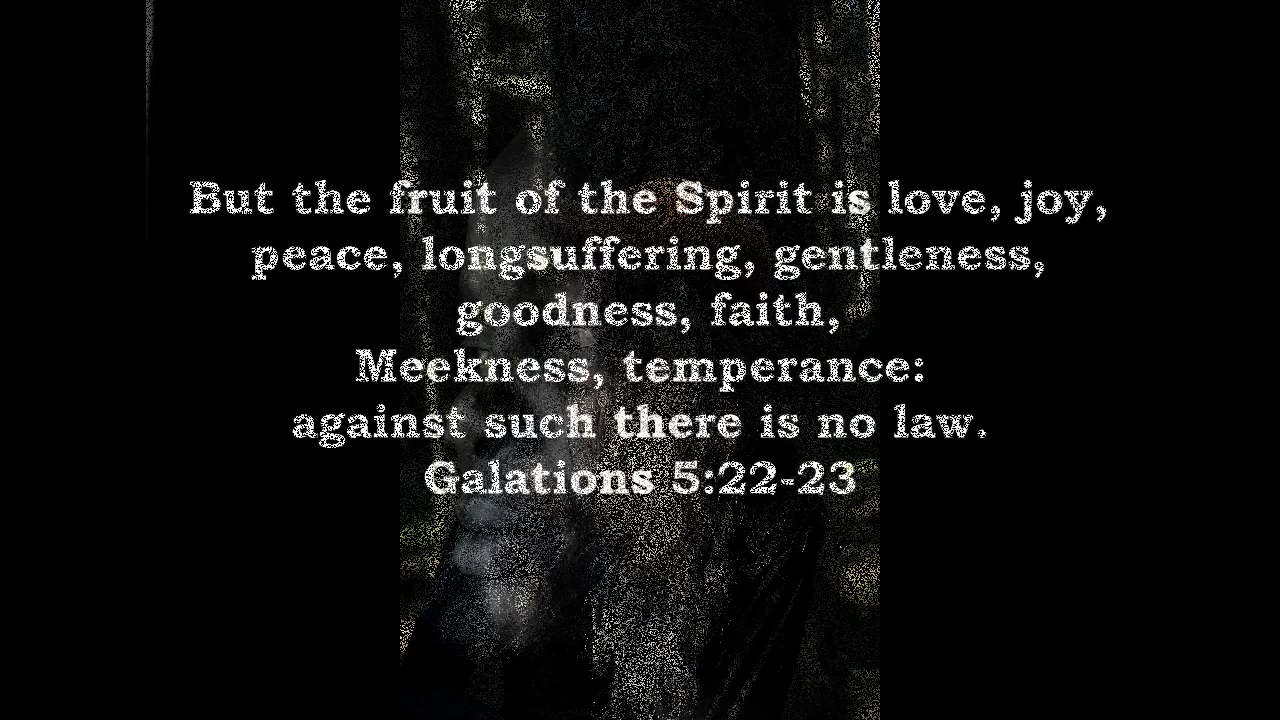 But the fruit of the Spirit is love, joy,
peace, longsuffering, gentleness,
goodness, faith,
Meekness, temperance:
against such there is no law.
Galations 5:22-23